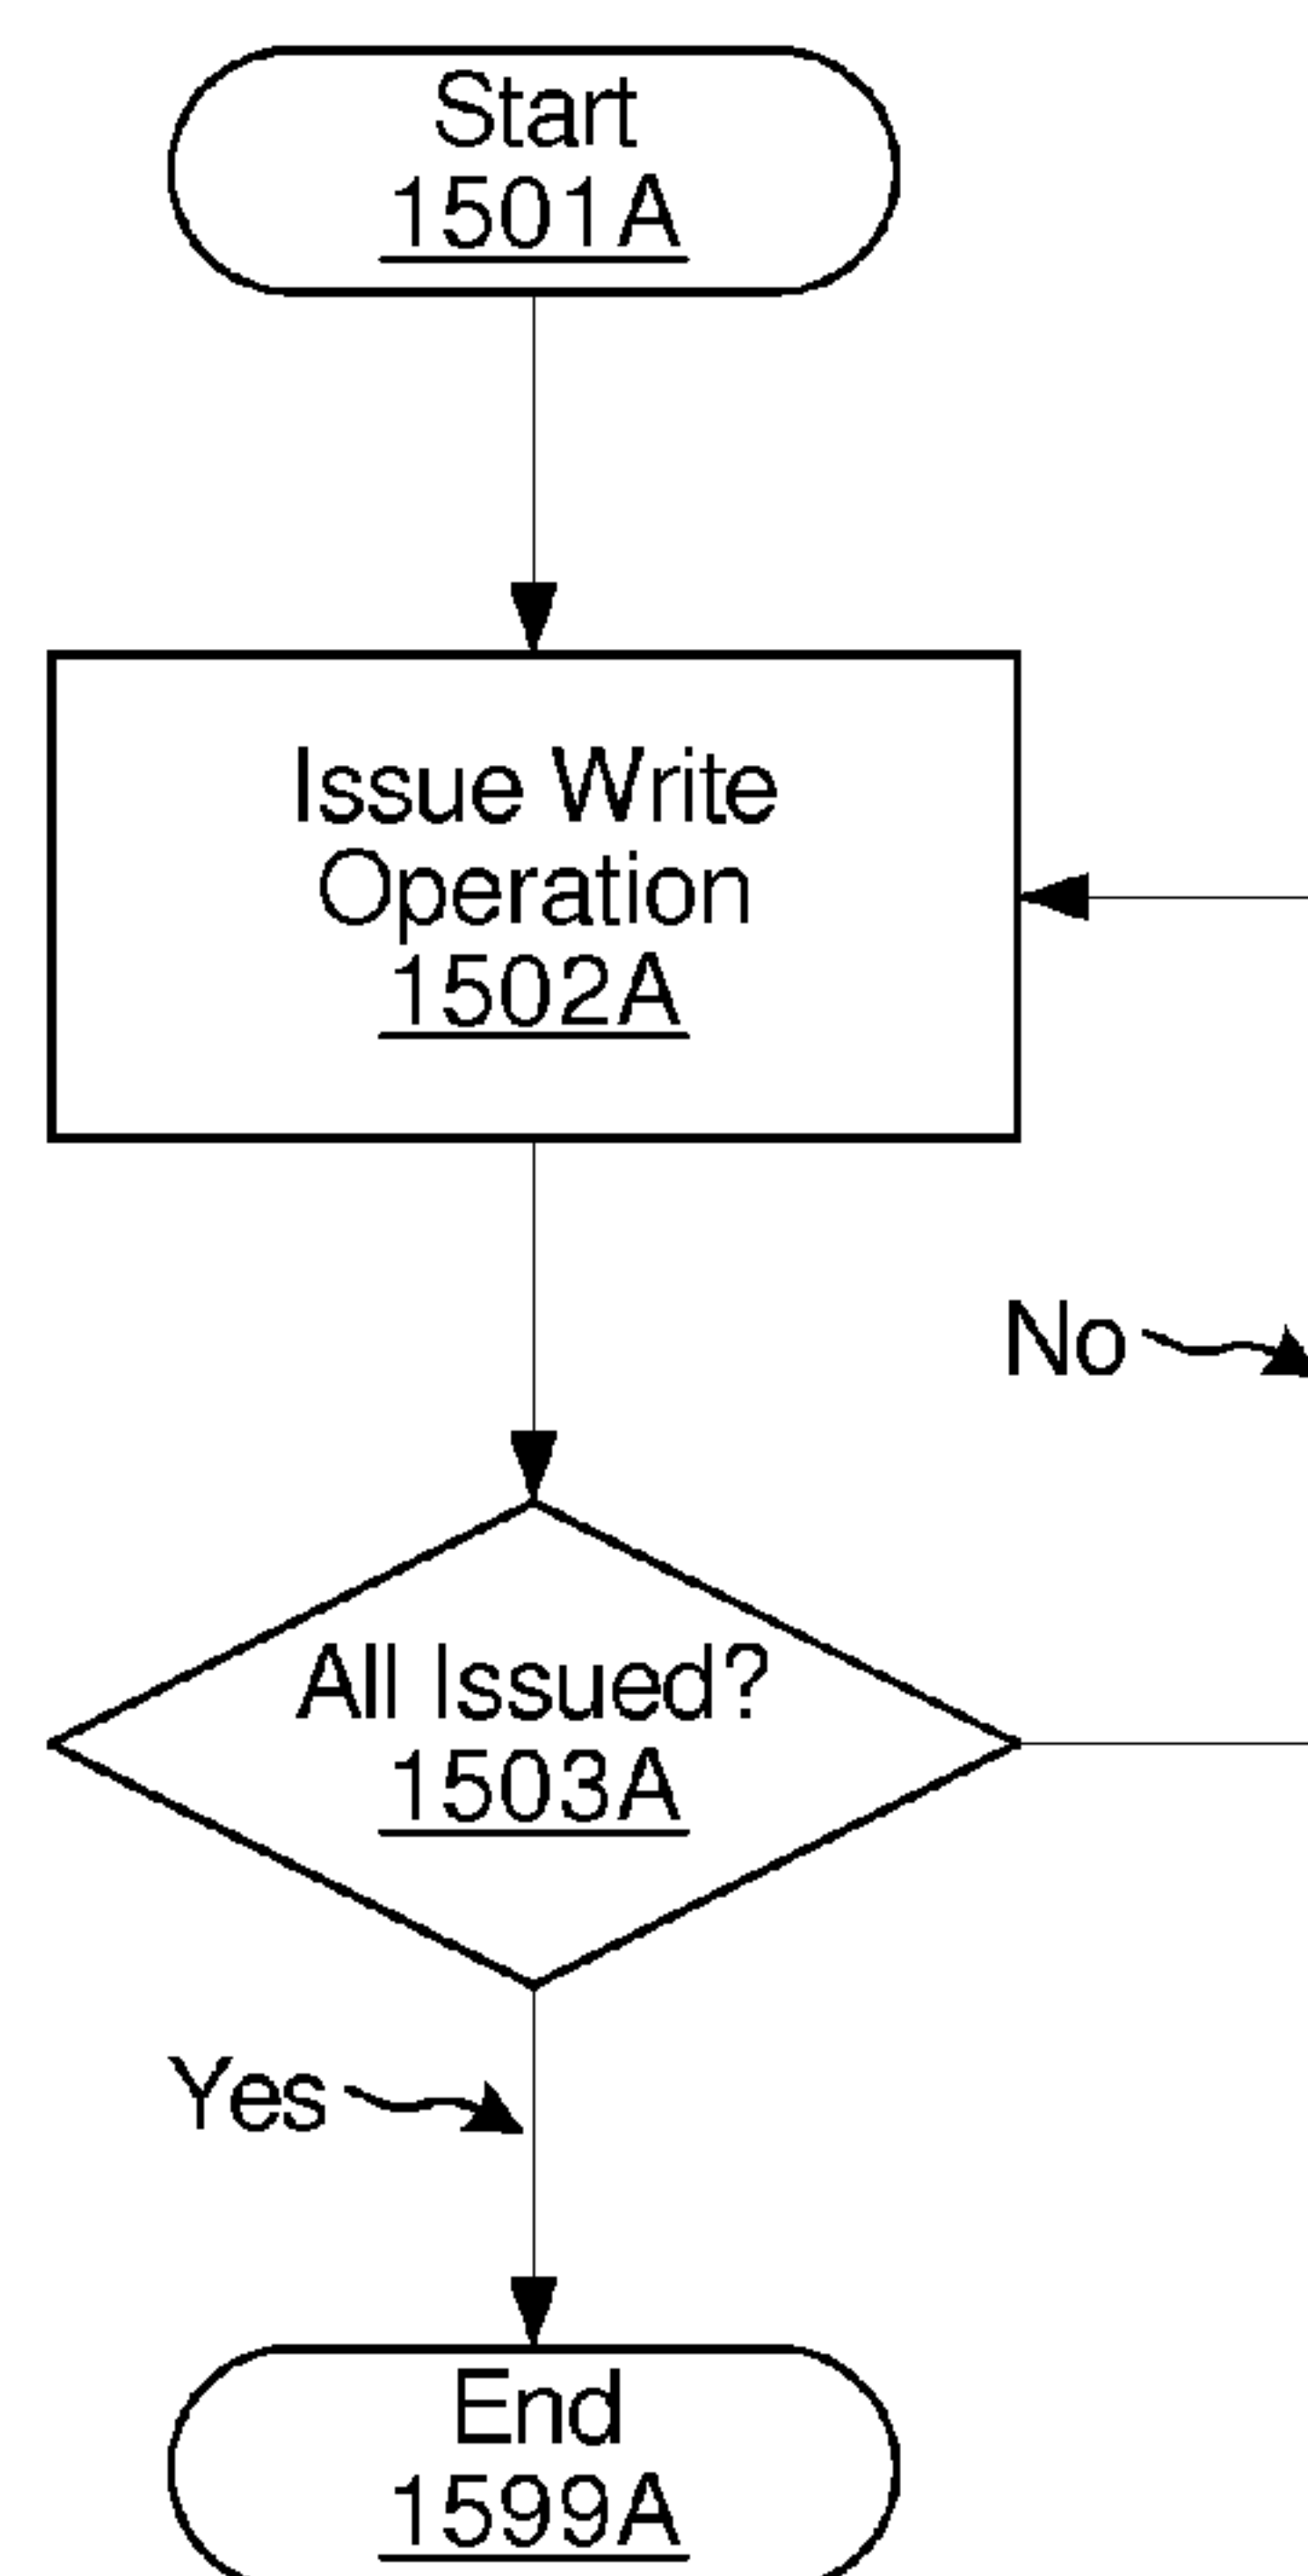 Start
1501A
Issue Write
Operation
1502A
No
All Issued?
1503A
Yes
End
1599A